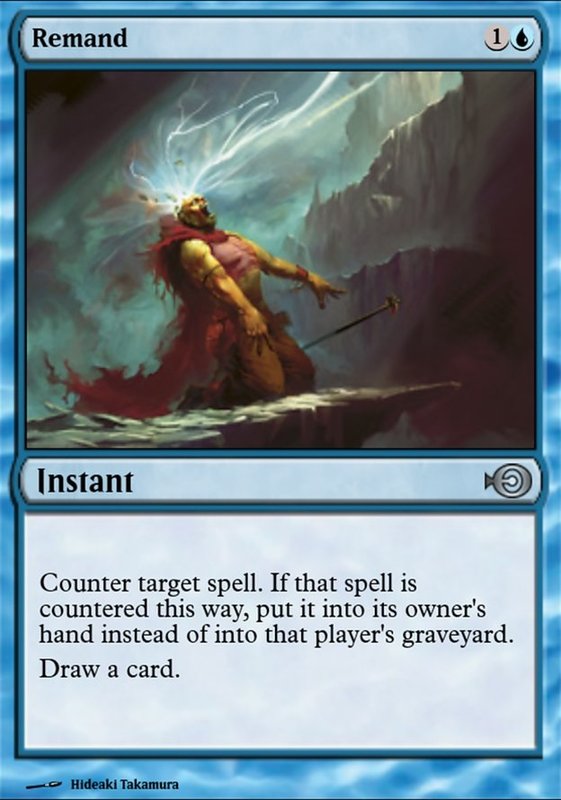 Remand 1
Instant
Counter target spell. If that spell is
countered this way, put it into its owner's
hand instead of into that player's graveyard.
Draw a card.
Hideaki Takamura